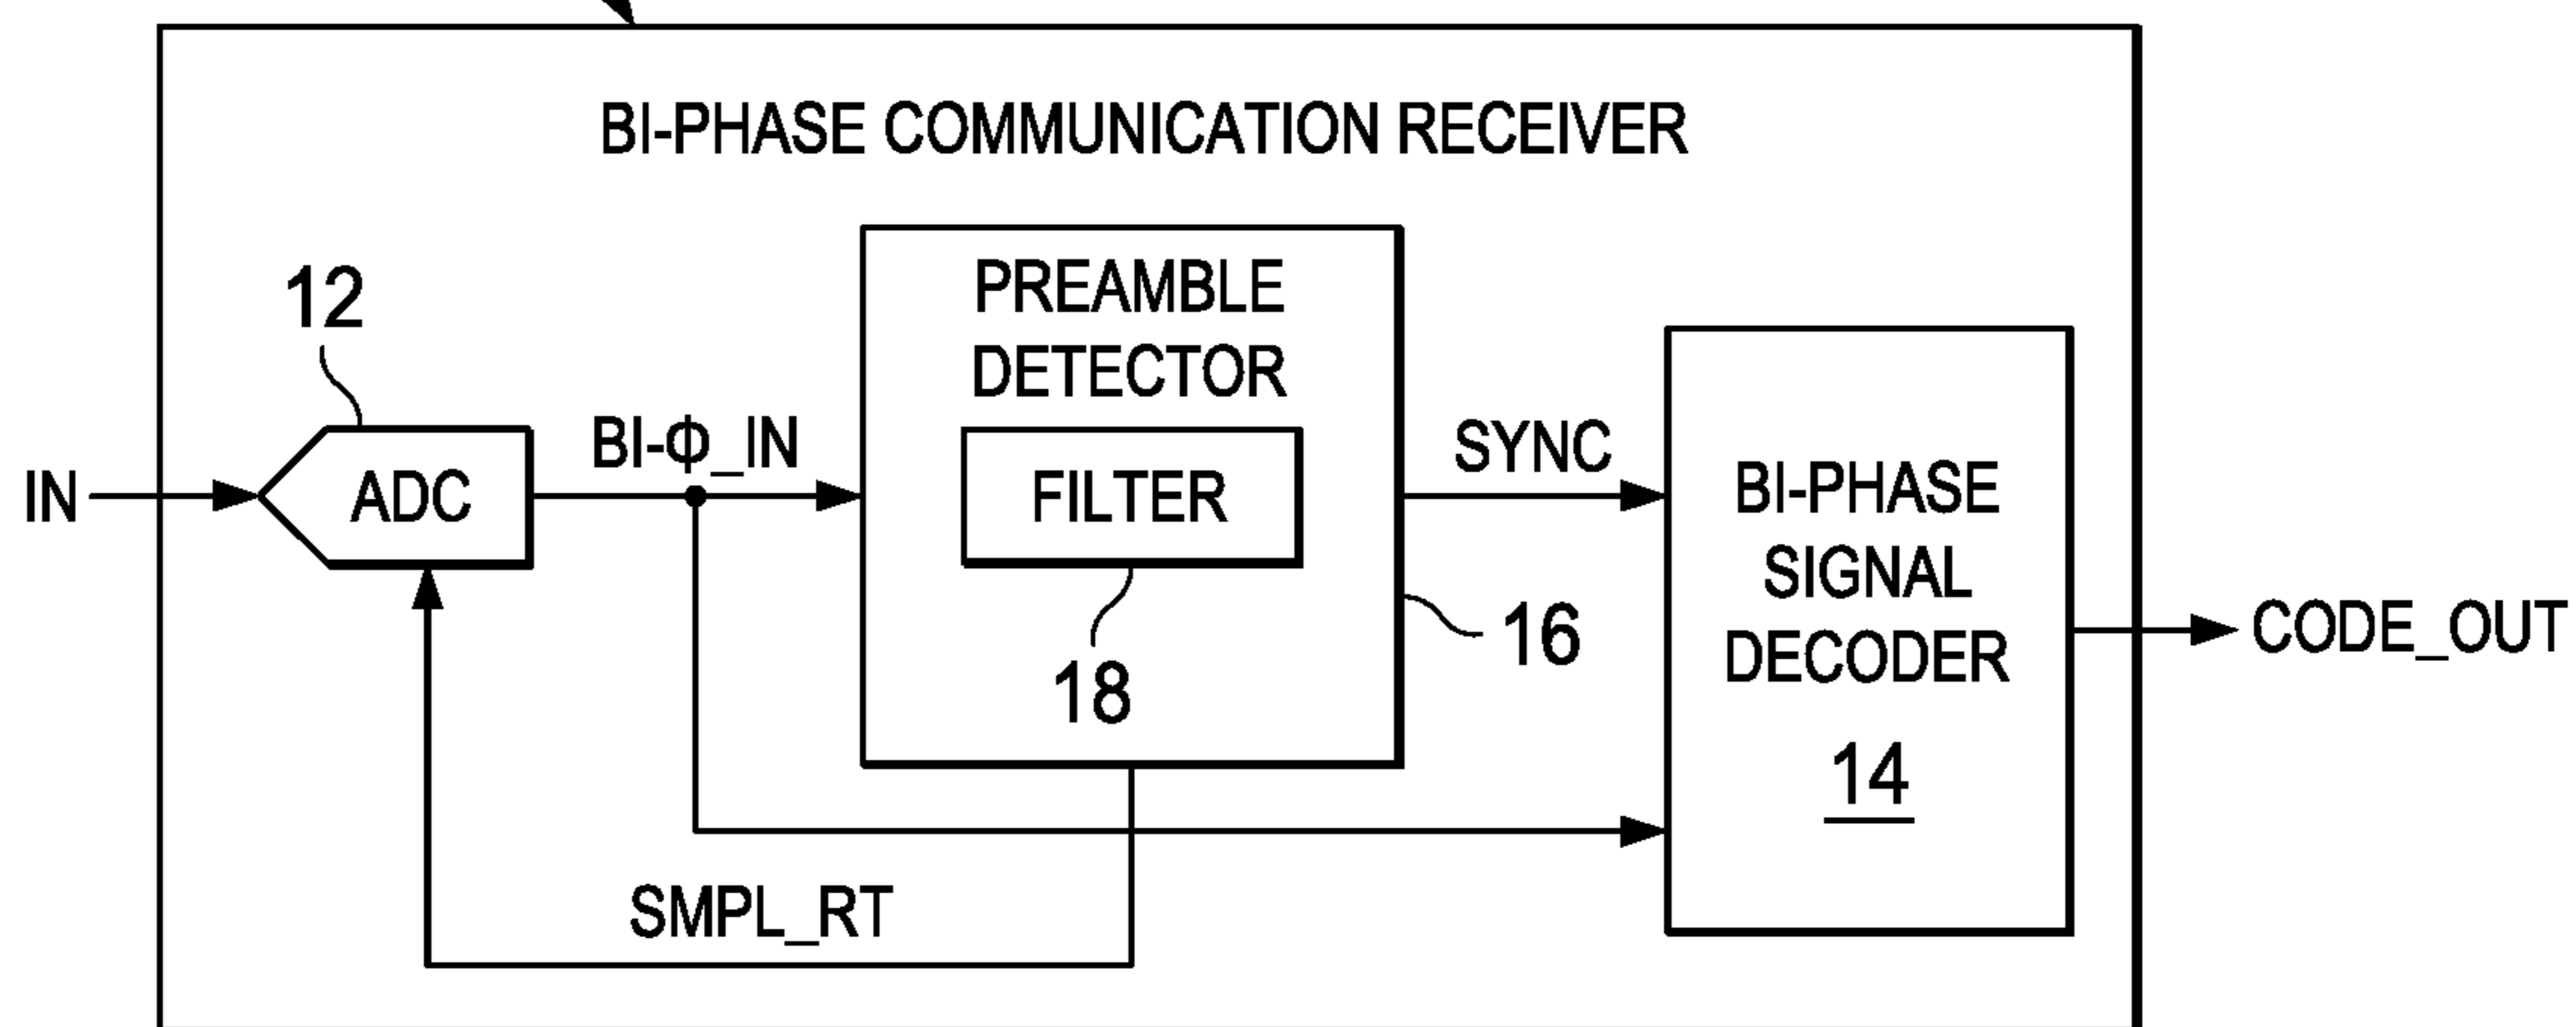 BI-PHASE COMMUNICATION RECEIVER
12
PREAMBLE
DETECTOR
BI-Φ_IN
SYNC
IN
ADC
FILTER
BI-PHASE
SIGNAL
DECODER
14
16
18
CODE_OUT
SMPL_RT